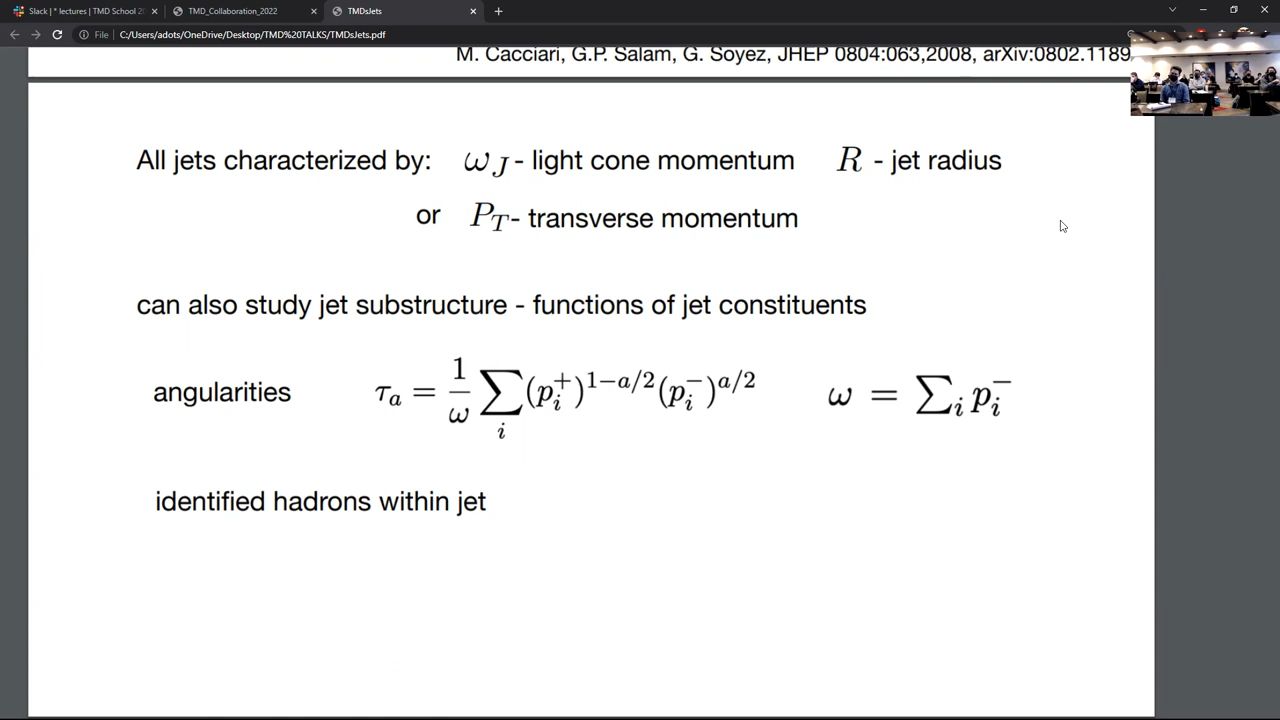 Slack | * lectures | TMD School 20
TMD_Collaboration_2022
TMDsJets
File C:/Users/adots/OneDrive/Desktop/TMD%20TALKS/TMDsJets.pdf
M. Cacciari, G.P. Salam, G. Soyez, JHEP 0804:063,2008, arXiv:0802.1189
All jets characterized by: ω_J - light cone momentum R - jet radius
or P_T - transverse momentum
can also study jet substructure - functions of jet constituents
angularities τ_a = 1/ω ∑_i (p_i^+)^{1−a/2} (p_i^−)^{a/2} ω = ∑_i p_i^−
identified hadrons within jet